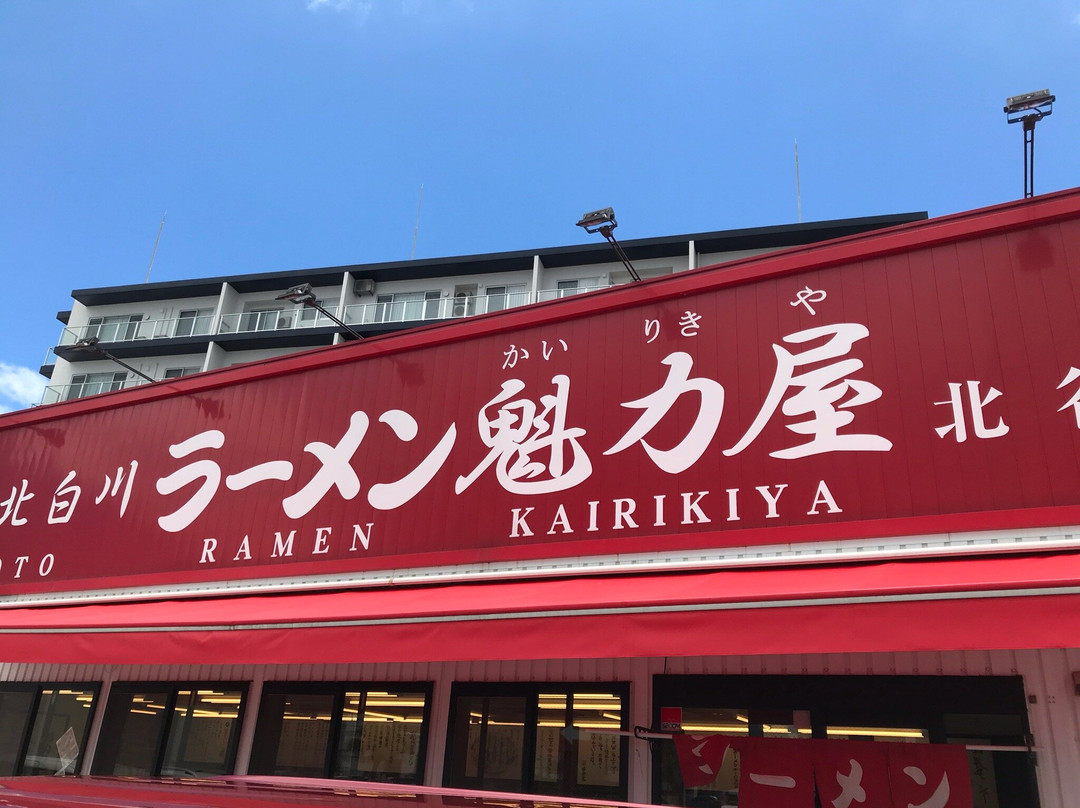 かいりきや
北白川 ラーメン 魁力屋 北
OTO RAMEN KAIRIKIYA
ラーメン